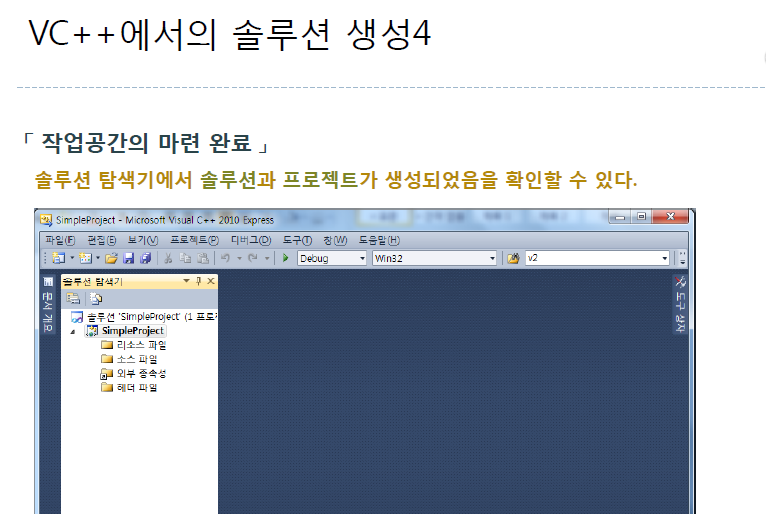 VC++에서의 솔루션 생성4
「 작업공간의 마련 완료 」
솔루션 탐색기에서 솔루션과 프로젝트가 생성되었음을 확인할 수 있다.
SimpleProject - Microsoft Visual C++ 2010 Express
파일(F) 편집(E) 보기(V) 프로젝트(P) 디버그(D) 도구(T) 창(W) 도움말(H)
Debug Win32 v2
문서 개요
솔루션 탐색기
도구 상자
솔루션 'SimpleProject' (1 프로젝
SimpleProject
리소스 파일
소스 파일
외부 종속성
헤더 파일